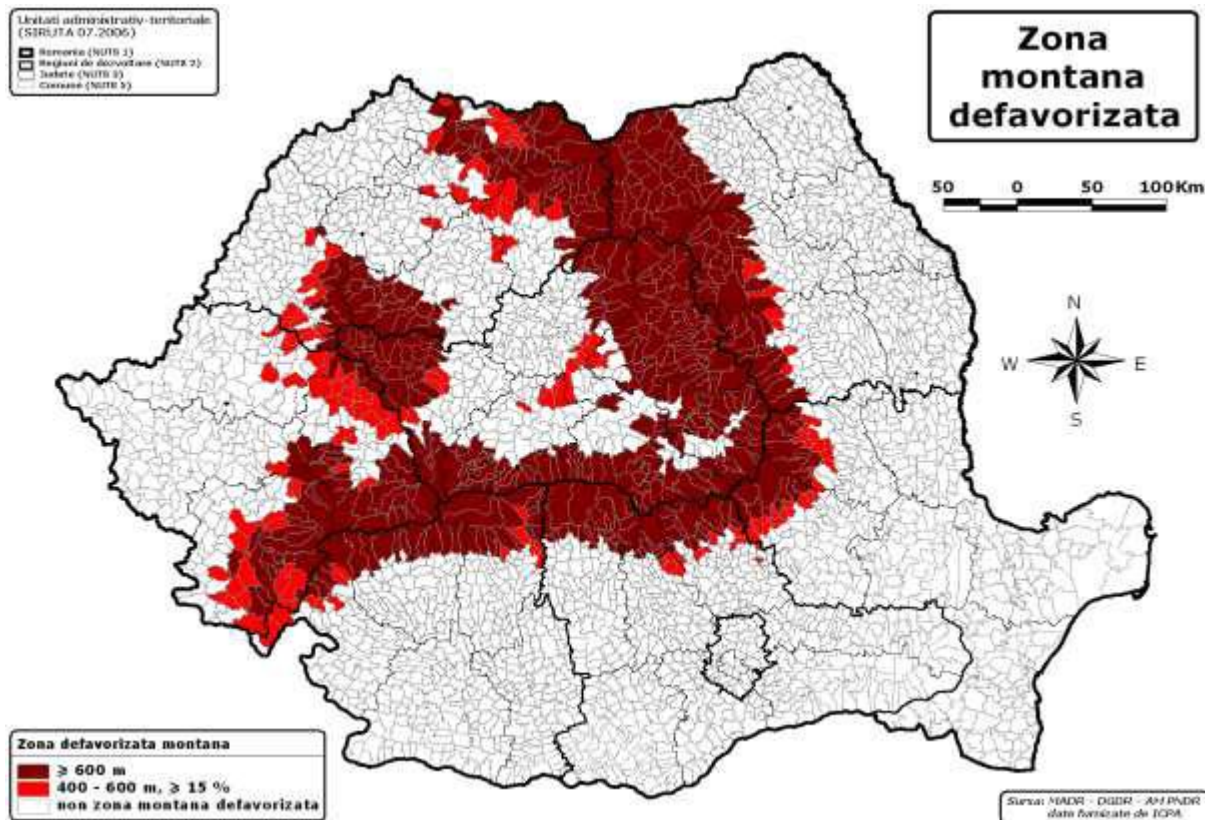 Unitati administrativ-teritoriale
(SIRUTA 07.2006)
Romania (NUTS 1)
Regiuni de dezvoltare (NUTS 2)
Judete (NUTS 3)
Comune (NUTS 5)
Zona
montana
defavorizata
50 0 50 100Km
N
W E
S
Zona defavorizata montana
≥ 600 m
400 - 600 m, ≥ 15 %
non zona montana defavorizata
Sursa: MADR - DGDR - AM PNDR
date furnizate de ICPA